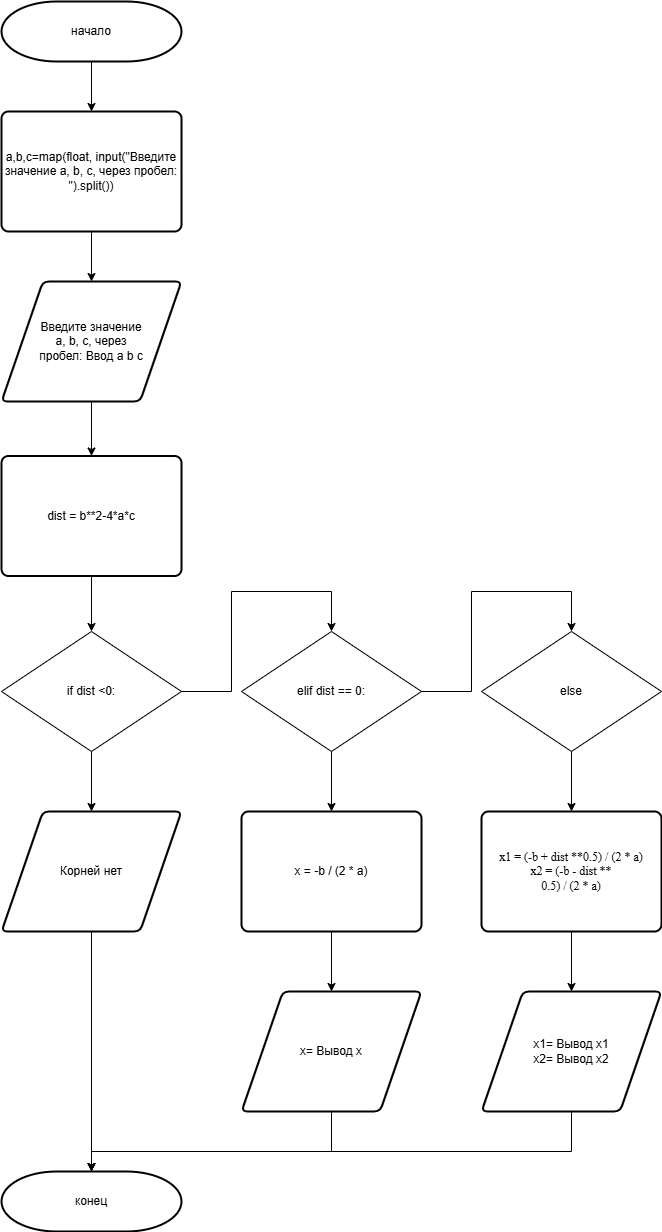 начало
a,b,c=map(float, input("Введите
значение a, b, c, через пробел:
").split())
Введите значение
a, b, c, через
пробел: Ввод a b c
dist = b**2-4*a*c
if dist <0:
elif dist == 0:
else
Корней нет
x = -b / (2 * a)
x1 = (-b + dist **0.5) / (2 * a)
x2 = (-b - dist **
0.5) / (2 * a)
x= Вывод x
x1= Вывод x1
x2= Вывод x2
конец